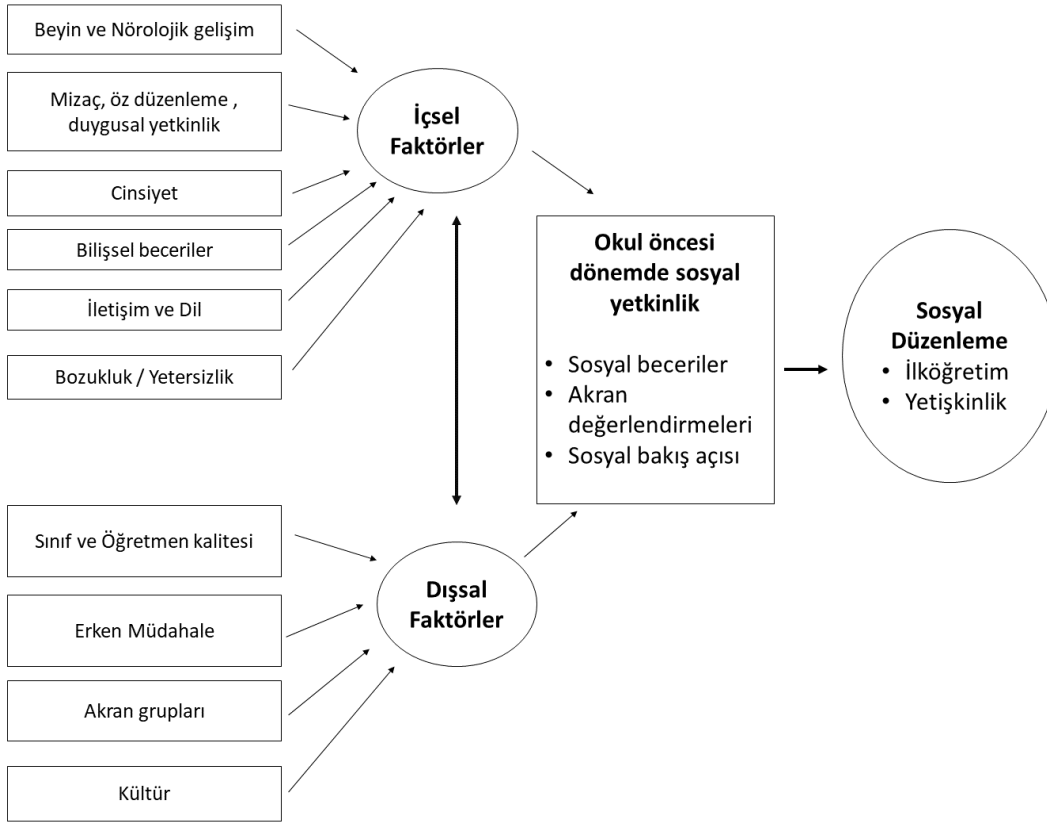 Beyin ve Nörolojik gelişim
Mizaç, öz düzenleme ,
duygusal yetkinlik
Cinsiyet
Bilişsel beceriler
İletişim ve Dil
Bozukluk / Yetersizlik
İçsel
Faktörler
Okul öncesi
dönemde sosyal
yetkinlik
• Sosyal beceriler
• Akran
değerlendirmeleri
• Sosyal bakış açısı
Sosyal
Düzenleme
• İlköğretim
• Yetişkinlik
Sınıf ve Öğretmen kalitesi
Erken Müdahale
Akran grupları
Kültür
Dışsal
Faktörler